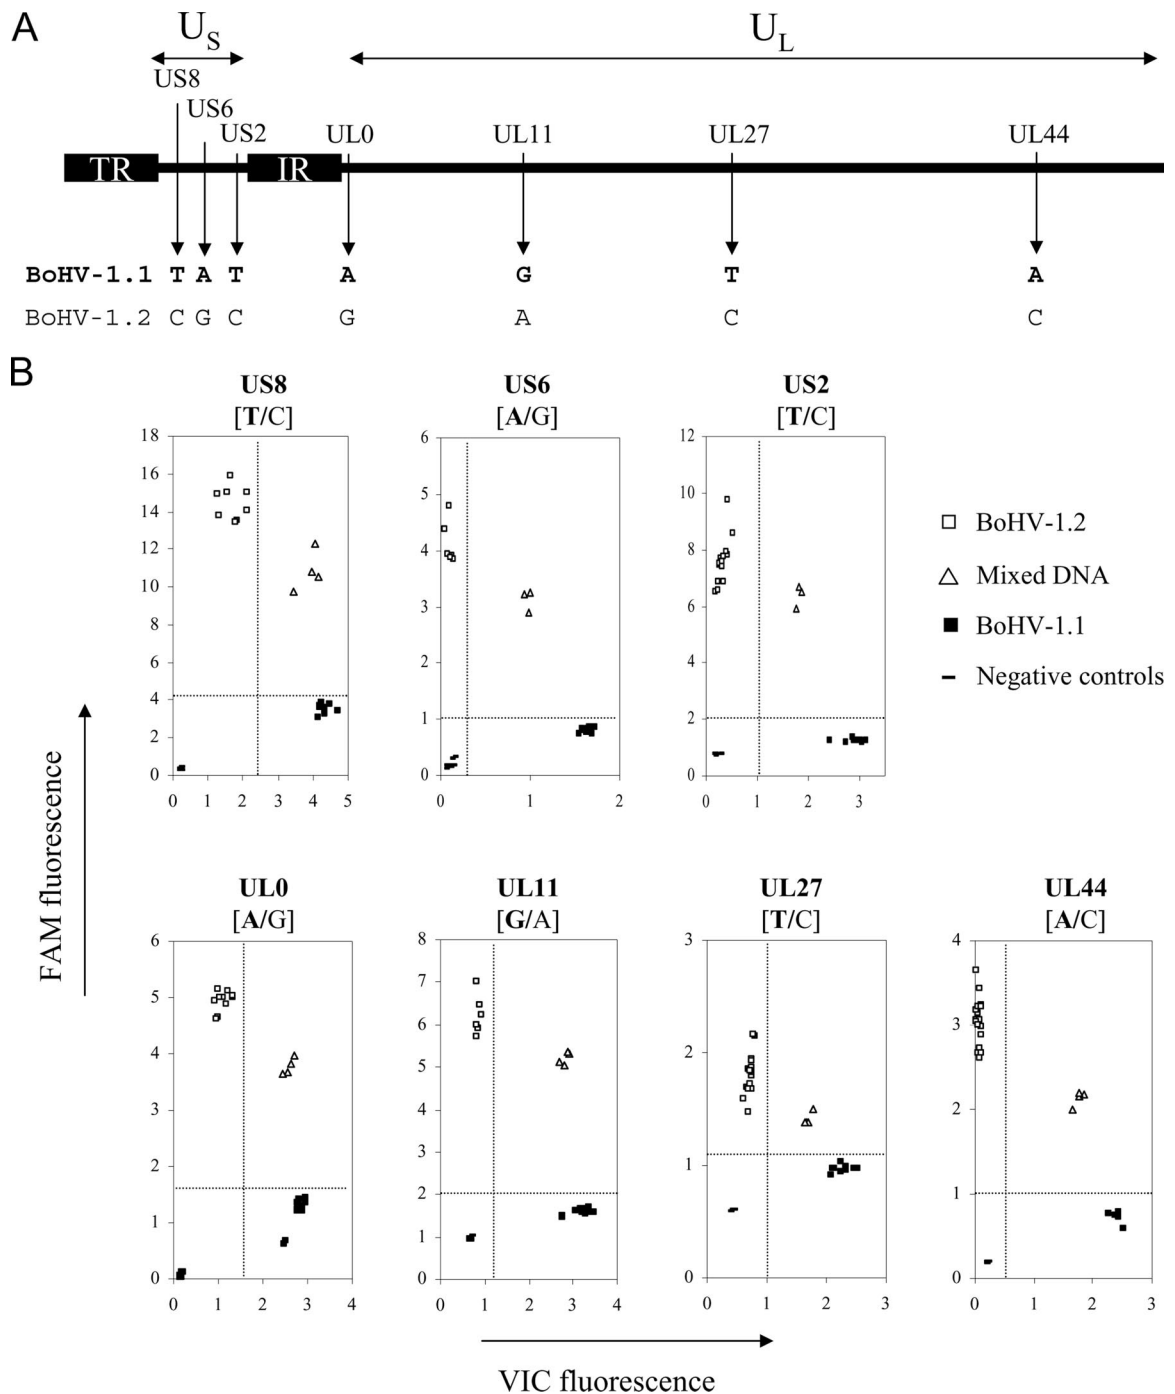 A
US
UL
US8
US6
US2
UL0
UL11
UL27
UL44
TR
IR
BoHV-1.1 T A T A G T A
BoHV-1.2 C G C G A C C
B
US8
[T/C]
18
16
14
12
10
8
6
4
2
0
0 1 2 3 4 5
US6
[A/G]
6
5
4
3
2
1
0
0 1 2
US2
[T/C]
12
10
8
6
4
2
0
0 1 2 3
BoHV-1.2
Mixed DNA
BoHV-1.1
Negative controls
FAM fluorescence
UL0
[A/G]
6
5
4
3
2
1
0
0 1 2 3 4
UL11
[G/A]
8
7
6
5
4
3
2
1
0
0 1 2 3 4
UL27
[T/C]
3
2
1
0
0 1 2 3
UL44
[A/C]
4
3
2
1
0
0 1 2 3
VIC fluorescence